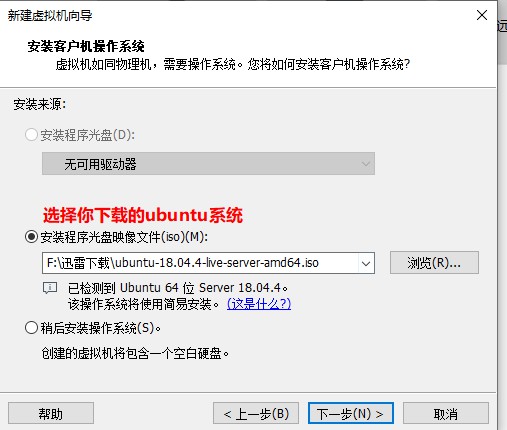 新建虚拟机向导
安装客户机操作系统
虚拟机如同物理机，需要操作系统。您将如何安装客户机操作系统?
远
安装来源:
安装程序光盘(D):
无可用驱动器
选择你下载的ubuntu系统
安装程序光盘映像文件(iso)(M):
F:\迅雷下载\ubuntu-18.04.4-live-server-amd64.iso
浏览(R)...
已检测到 Ubuntu 64 位 Server 18.04.4。
该操作系统将使用简易安装。(这是什么?)
稍后安装操作系统(S)。
创建的虚拟机将包含一个空白硬盘。
帮助
< 上一步(B)
下一步(N) >
取消